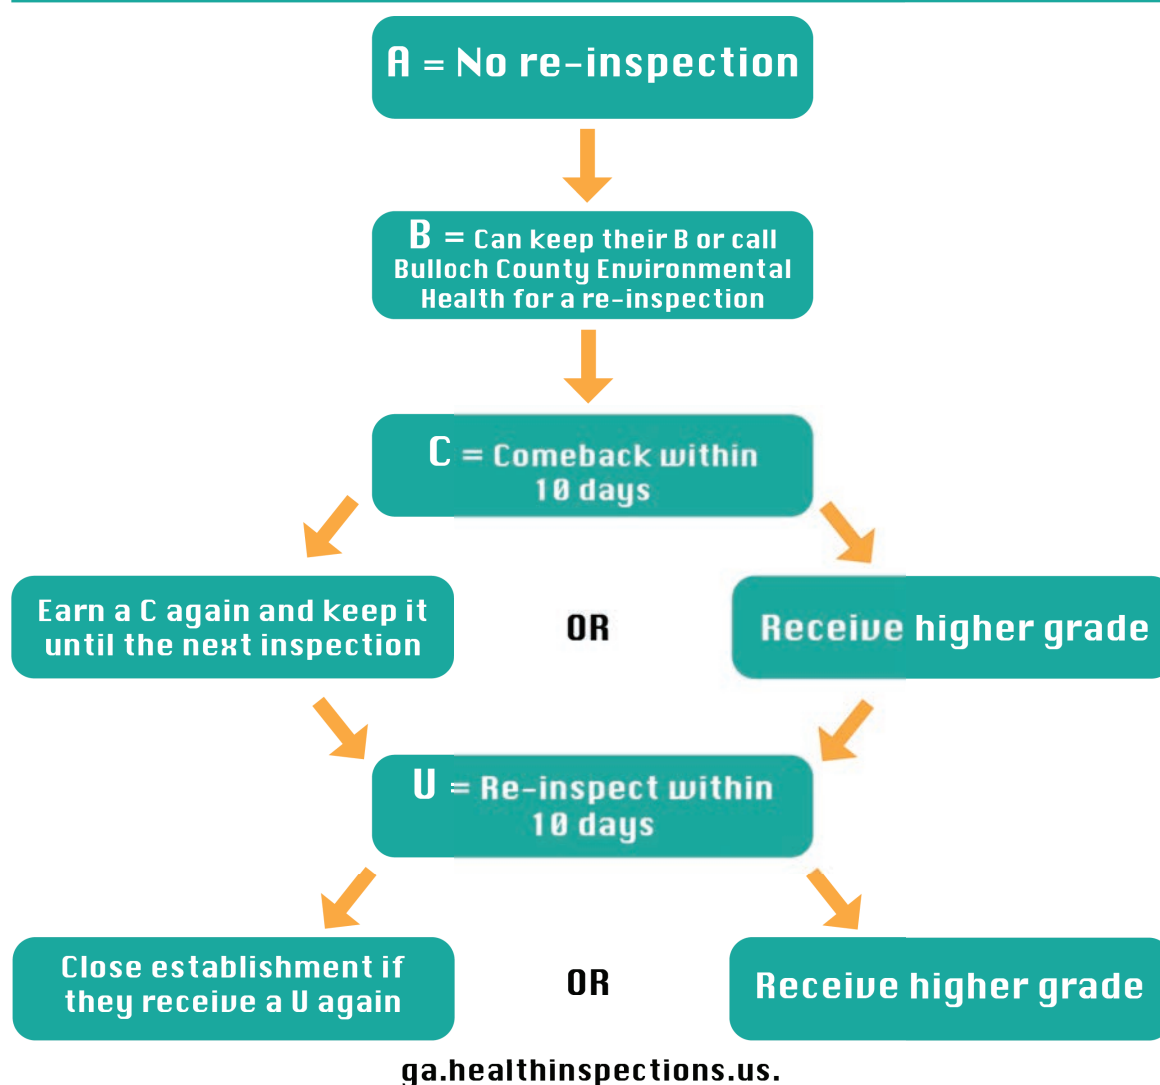 A = No re-inspection
B = Can keep their B or call
Bulloch County Environmental
Health for a re-inspection
C = Comeback within
10 days
Earn a C again and keep it
until the next inspection
OR
Receive higher grade
U = Re-inspect within
10 days
Close establishment if
they receive a U again
OR
Receive higher grade
ga.healthinspections.us.